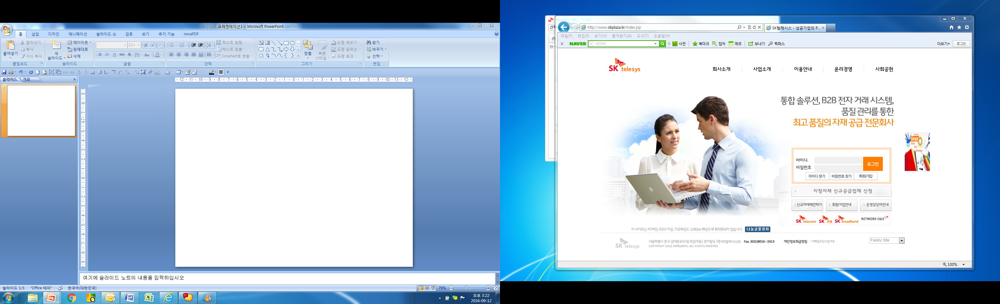 프레젠테이션1 - Microsoft PowerPoint
홈 삽입 디자인 애니메이션 슬라이드 쇼 검토 보기 추가 기능 novaPDF
붙여넣기
잘라내기
복사
서식 복사
클립보드
새
슬라이드
레이아웃
원래대로
삭제
슬라이드
32
글꼴
텍스트 방향
텍스트 맞춤
SmartArt로 변환
단락
정렬
빠른
스타일
도형 채우기
도형 윤곽선
도형 효과
그리기
찾기
바꾸기
선택
편집
슬라이드 개요
1
여기에 슬라이드 노트의 내용을 입력하십시오
슬라이드 1/1 "Office 테마" 한국어(대한민국)
79%
오후 3:22
2016-09-12
http://www.okplaza.kr/index.jsp
SK텔레시스 - 성공기업의 P...
파일(F) 편집(E) 보기(V) 즐겨찾기(A) 도구(T) 도움말(H)
x NAVER 네이버 사전 북마크 캡처 메모 보내기 퀵패스 더보기+ 로그인
SK telesys
회사소개 사업소개 이용안내 윤리경영 사회공헌
통합 솔루션, B2B 전자 거래 시스템,
품질 관리를 통한
최고 품질의 자재 공급 전문회사
아이디
비밀번호
로그인
아이디 찾기 비밀번호 찾기 회원가입
지정자재 신규공급업체 신청
신규자재제안하기 회원가입안내 운영담당자안내
SK telecom SK 건설 SK broadband NETWORK O&S
OFFICE
Enjoy
Your
Business
이 사이트는 PC버전, IE9.0 이상, 가로해상도 1280px 해상도에 최적화되어 있습니다. 나눔글꼴설치
SK telesys
서울특별시 중구 남대문로10길 9(삼각동) 경기빌딩 3층 SK텔레시스㈜ Fax. (031)8016-2413 개인정보취급방침 | 이메일무단수집거부
COPYRIGHT 2012 SKTELESYS. ALL RIGHTS RESEVED
Family Site
100%